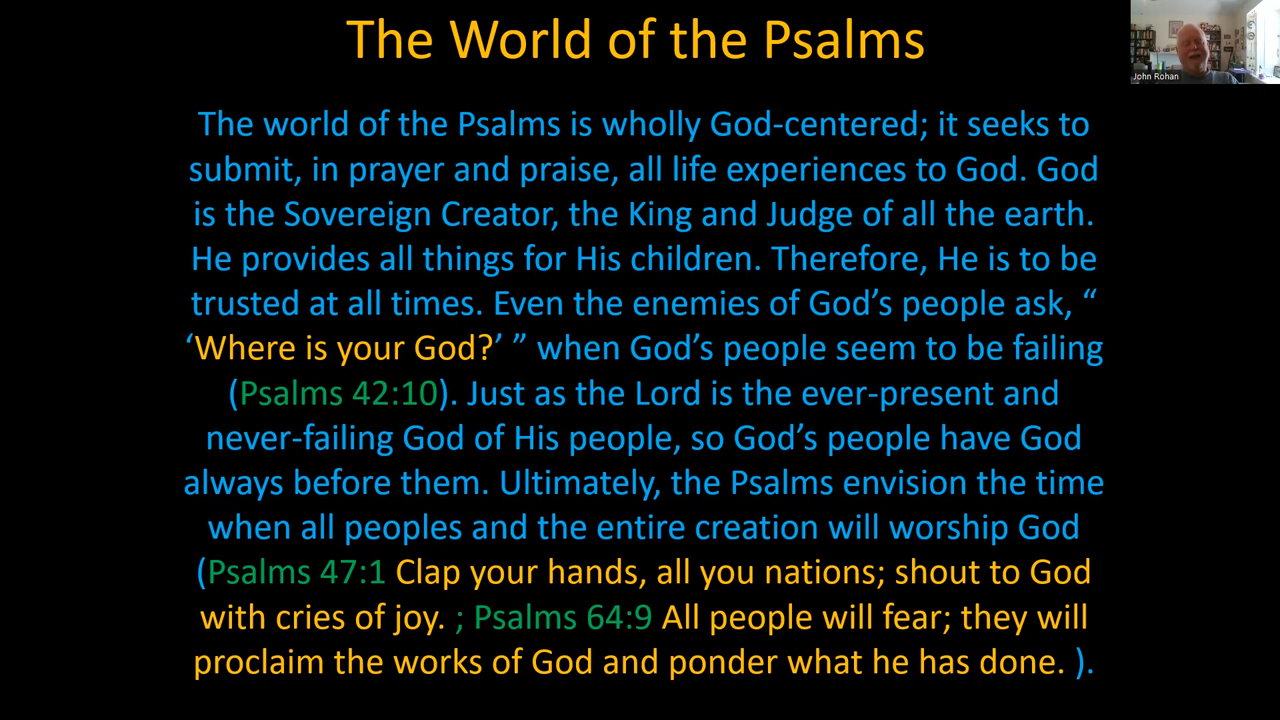 The World of the Psalms
John Rohan
The world of the Psalms is wholly God-centered; it seeks to
submit, in prayer and praise, all life experiences to God. God
is the Sovereign Creator, the King and Judge of all the earth.
He provides all things for His children. Therefore, He is to be
trusted at all times. Even the enemies of God’s people ask, “
‘Where is your God?’ ” when God’s people seem to be failing
(Psalms 42:10). Just as the Lord is the ever-present and
never-failing God of His people, so God’s people have God
always before them. Ultimately, the Psalms envision the time
when all peoples and the entire creation will worship God
(Psalms 47:1 Clap your hands, all you nations; shout to God
with cries of joy. ; Psalms 64:9 All people will fear; they will
proclaim the works of God and ponder what he has done. ).